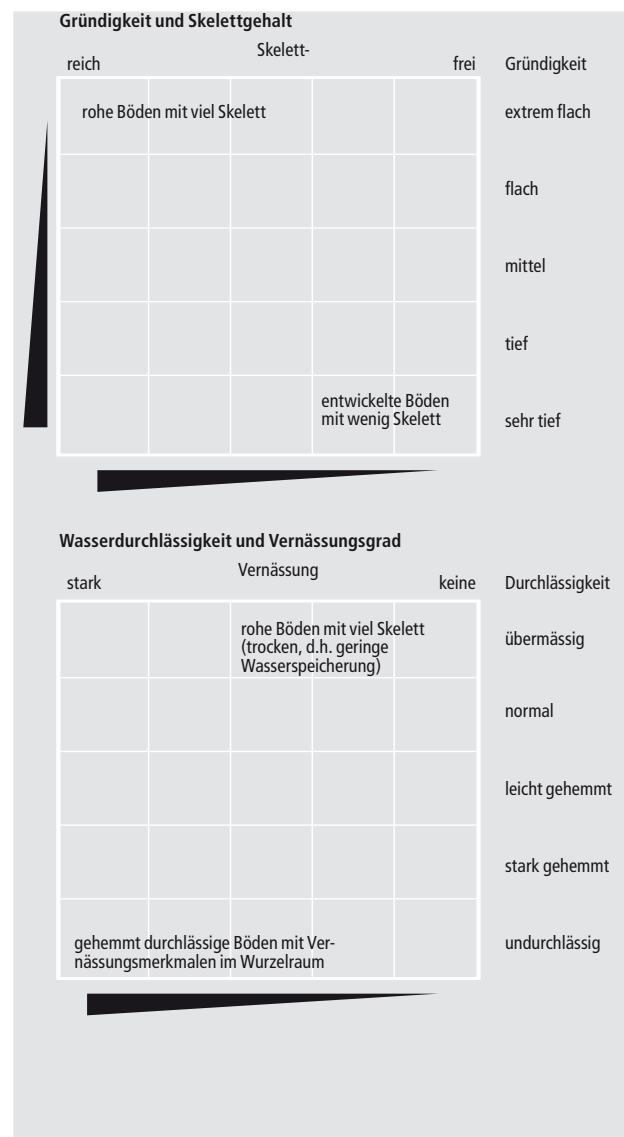 Gründigkeit und Skelettgehalt
Skelett-
reich frei Gründigkeit
rohe Böden mit viel Skelett extrem flach
flach
mittel
tief
entwickelte Böden
mit wenig Skelett sehr tief
Wasserdurchlässigkeit und Vernässungsgrad
Vernässung
stark keine Durchlässigkeit
rohe Böden mit viel Skelett
(trocken, d.h. geringe übermässig
Wasserspeicherung)
normal
leicht gehemmt
stark gehemmt
gehemmt durchlässige Böden mit Ver- undurchlässig
nässungsmerkmalen im Wurzelraum